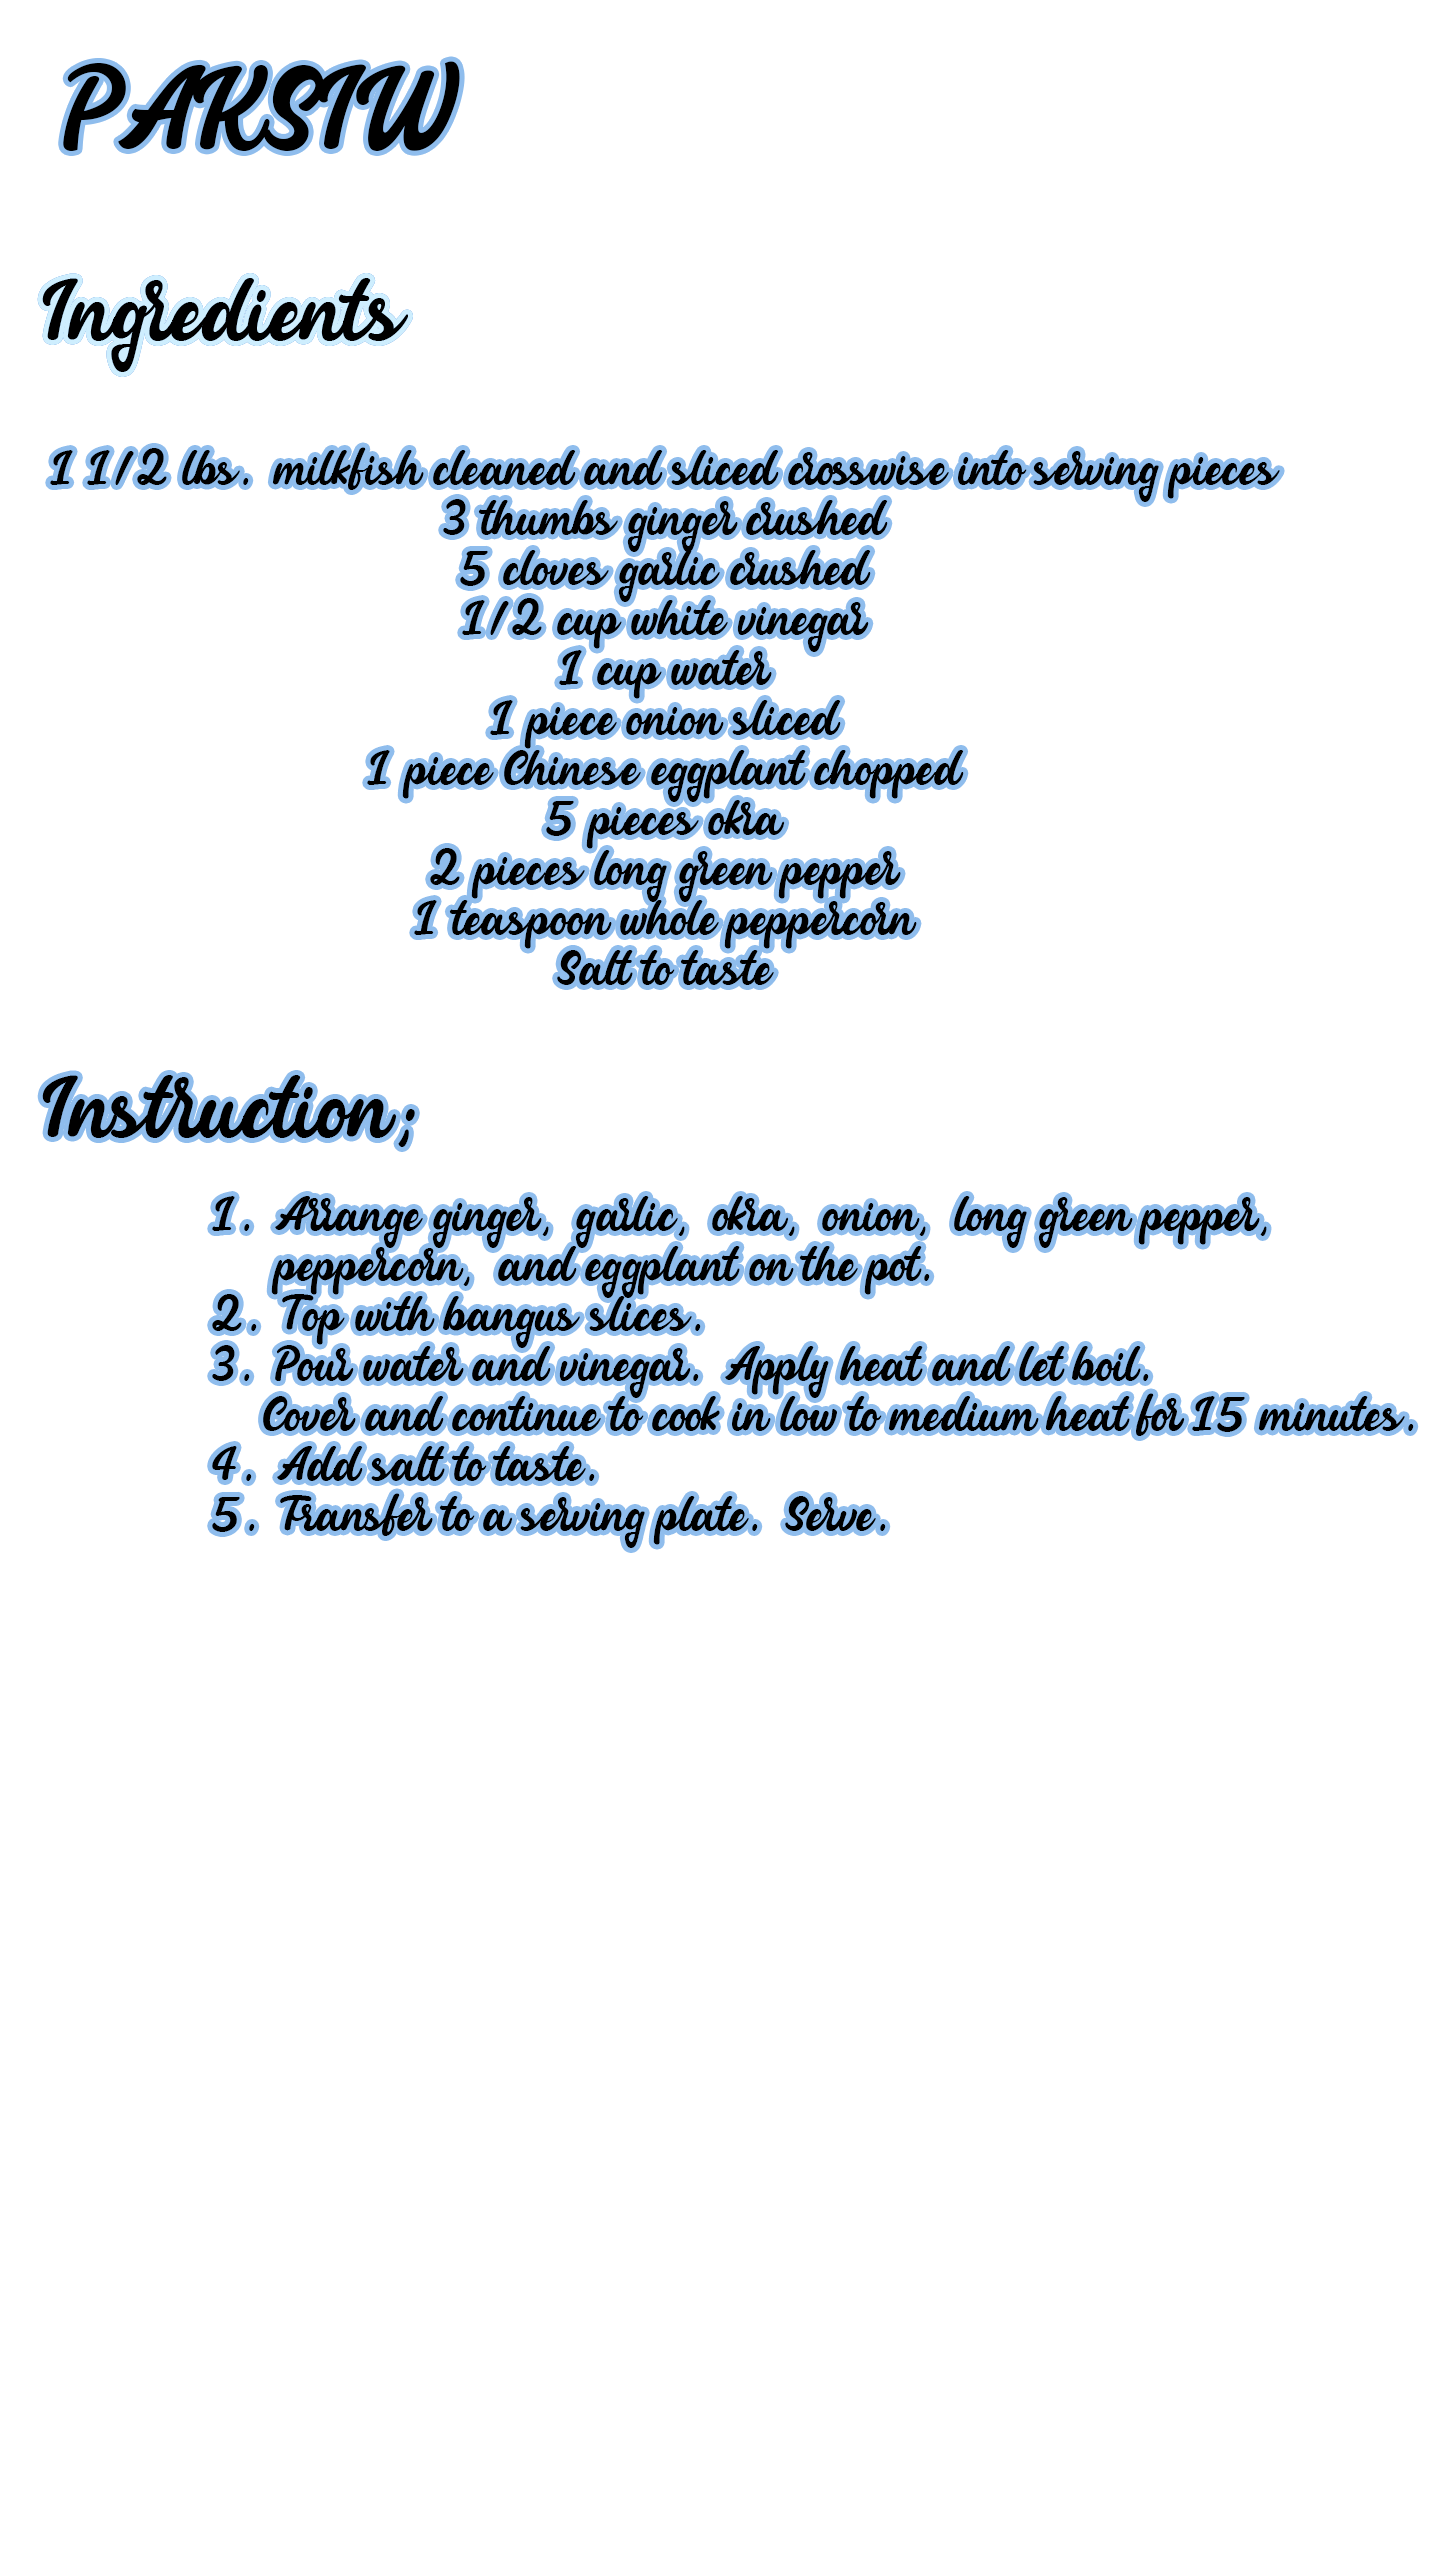 PAKSIW
Ingredients
1 1/2 lbs. milkfish cleaned and sliced crosswise into serving pieces
3 thumbs ginger crushed
5 cloves garlic crushed
1/2 cup white vinegar
1 cup water
1 piece onion sliced
1 piece Chinese eggplant chopped
5 pieces okra
2 pieces long green pepper
1 teaspoon whole peppercorn
Salt to taste
Instruction;
1. Arrange ginger, garlic, okra, onion, long green pepper,
peppercorn, and eggplant on the pot.
2. Top with bangus slices.
3. Pour water and vinegar. Apply heat and let boil.
Cover and continue to cook in low to medium heat for 15 minutes.
4. Add salt to taste.
5. Transfer to a serving plate. Serve.